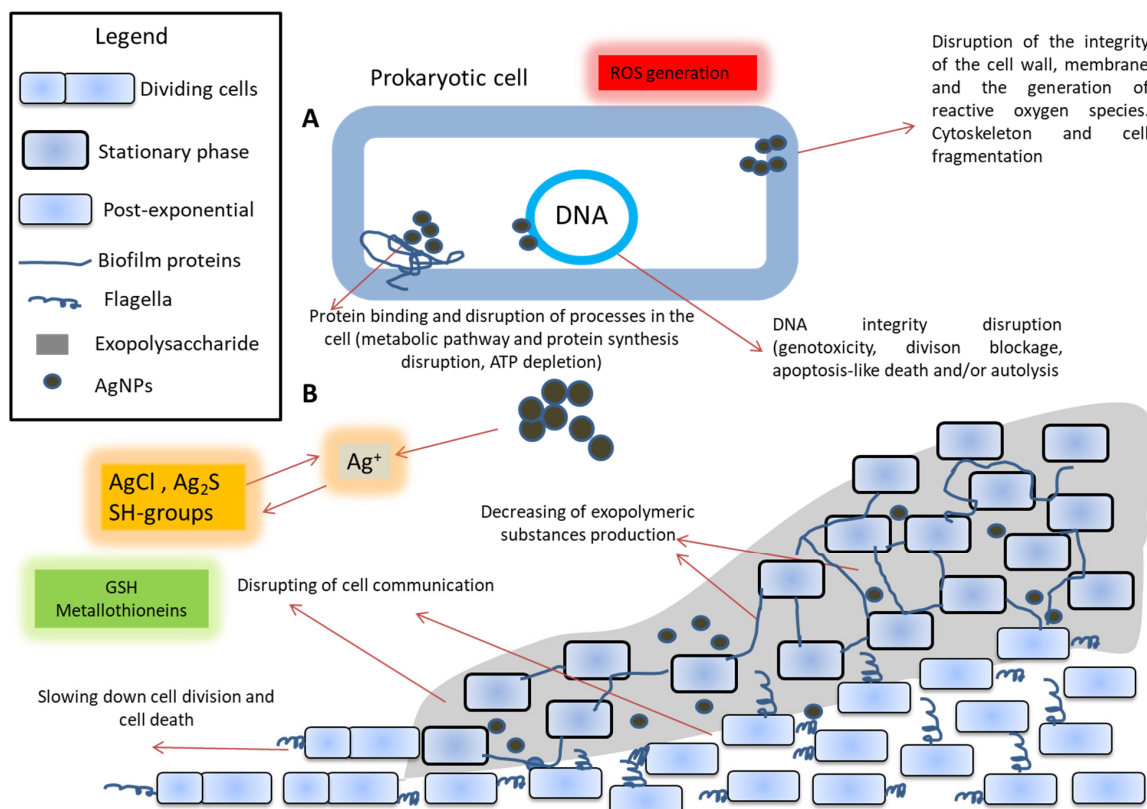 Legend
Dividing cells
Stationary phase
Post-exponential
Biofilm proteins
Flagella
Exopolysaccharide
AgNPs
A
Prokaryotic cell
ROS generation
Disruption of the integrity
of the cell wall, membrane
and the generation of
reactive oxygen species.
Cytoskeleton and cell
fragmentation
DNA
Protein binding and disruption of processes in the
cell (metabolic pathway and protein synthesis
disruption, ATP depletion)
DNA integrity disruption
(genotoxicity, divison blockage,
apoptosis-like death and/or autolysis
B
Ag⁺
AgCl , Ag₂S
SH-groups
GSH
Metallothioneins
Decreasing of exopolymeric
substances production
Disrupting of cell communication
Slowing down cell division and
cell death